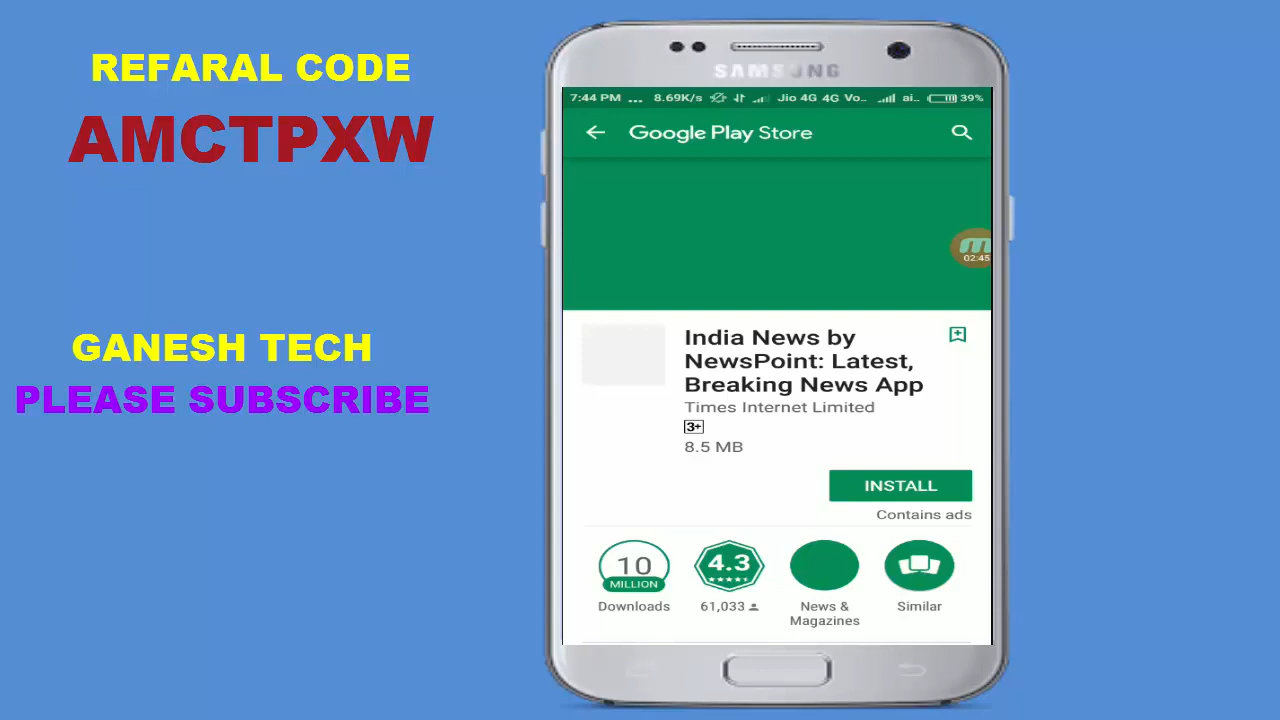 REFARAL CODE
AMCTPXW
GANESH TECH
PLEASE SUBSCRIBE
SAMSUNG
7:44 PM ... 8.69K/s Jio 4G 4G Vo.. ai.. 39%
Google Play Store
02:45
India News by
NewsPoint: Latest,
Breaking News App
Times Internet Limited
3+
8.5 MB
INSTALL
Contains ads
10
MILLION
Downloads
4.3
61,033
News &
Magazines
Similar